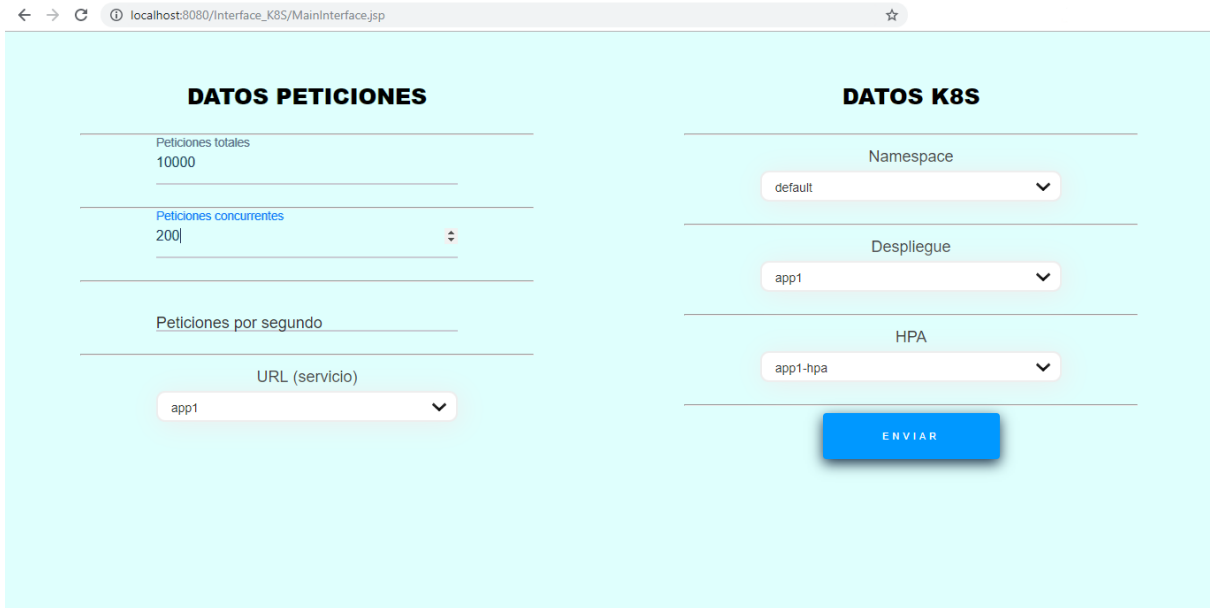 localhost:8080/Interface_K8S/MainInterface.jsp
DATOS PETICIONES
Peticiones totales
10000
Peticiones concurrentes
200
Peticiones por segundo
URL (servicio)
app1
DATOS K8S
Namespace
default
Despliegue
app1
HPA
app1-hpa
ENVIAR